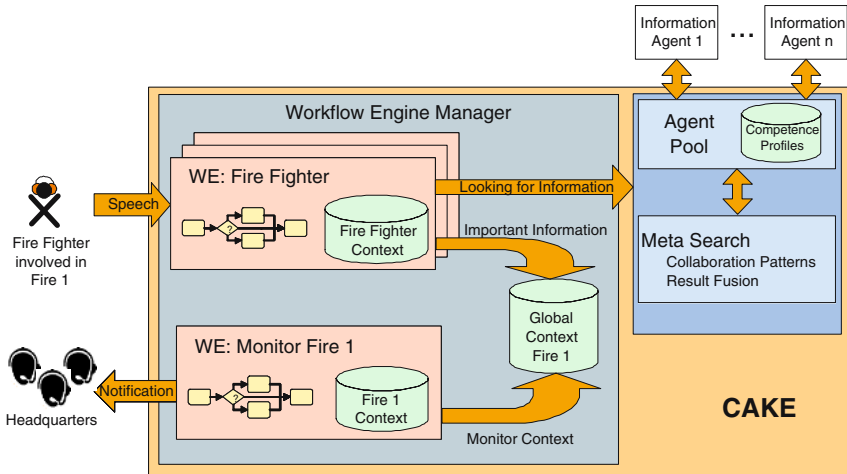 Information
Agent 1
...
Information
Agent n
Workflow Engine Manager
Agent
Pool
Competence
Profiles
WE: Fire Fighter
Looking for Information
Speech
?
Fire Fighter
Context
Important Information
Meta Search
Collaboration Patterns
Result Fusion
Fire Fighter
involved in
Fire 1
Global
Context
Fire 1
WE: Monitor Fire 1
Notification
?
Fire 1
Context
Headquarters
Monitor Context
CAKE